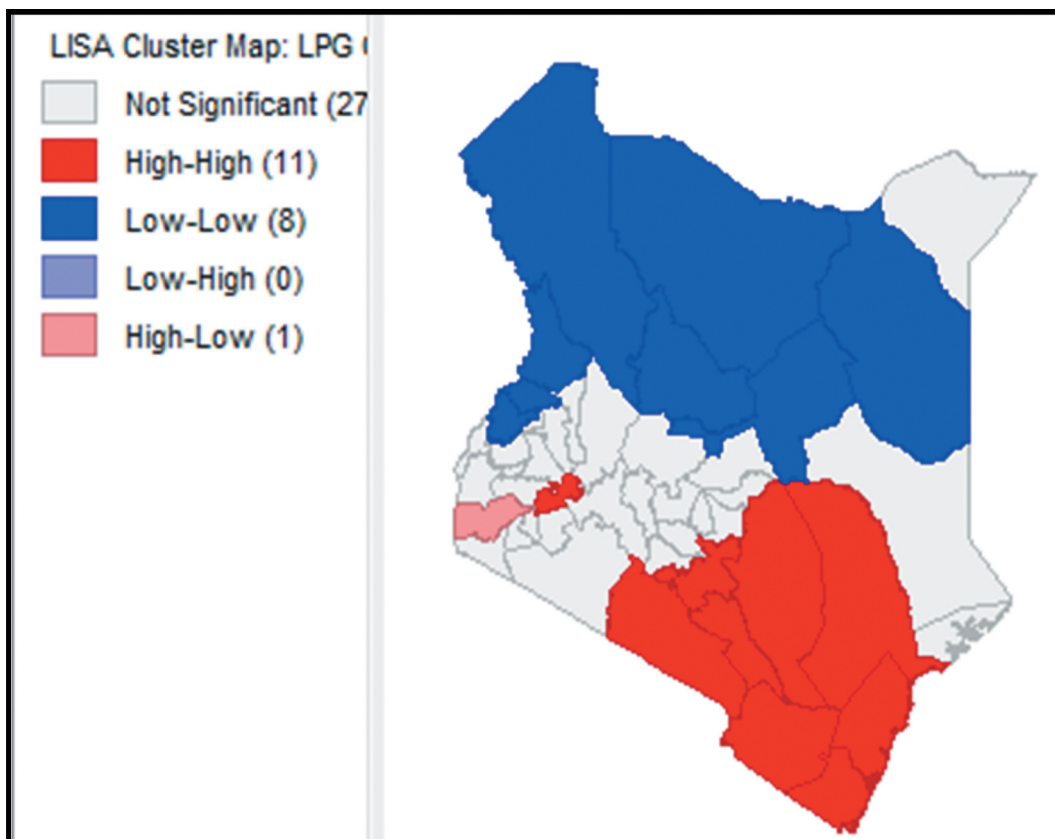 LISA Cluster Map: LPG
Not Significant (27
High-High (11)
Low-Low (8)
Low-High (0)
High-Low (1)